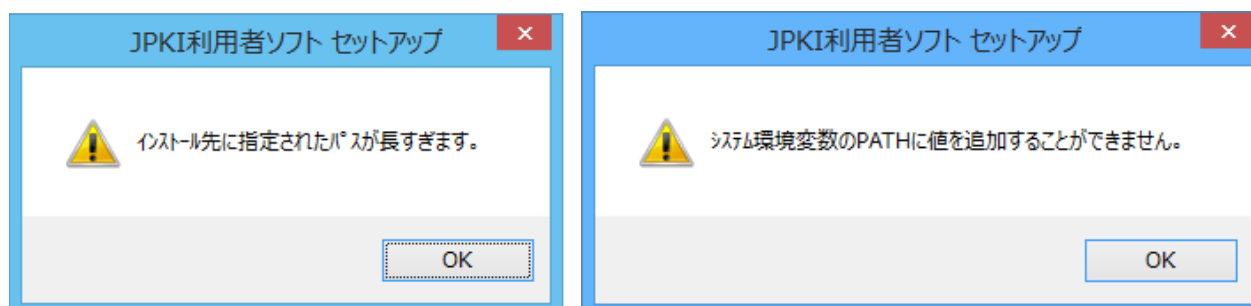 JPKI利用者ソフト セットアップ
ｲﾝｽﾄｰﾙ先に指定されたﾊﾟｽが長すぎます。
OK
JPKI利用者ソフト セットアップ
ｼｽﾃﾑ環境変数のPATHに値を追加することができません。
OK